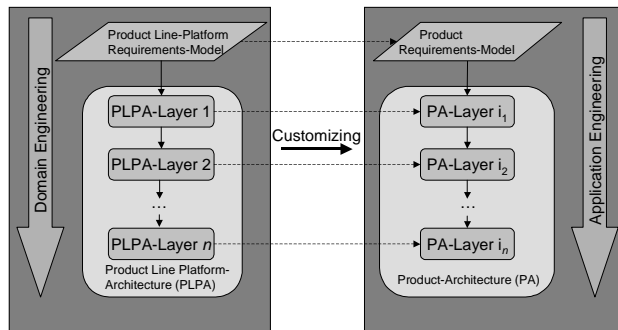 Domain Engineering
Product Line-Platform
Requirements-Model
PLPA-Layer 1
PLPA-Layer 2
...
PLPA-Layer n
Product Line Platform-
Architecture (PLPA)
Customizing
Product
Requirements-Model
PA-Layer i1
PA-Layer i2
...
PA-Layer in
Product-Architecture (PA)
Application Engineering